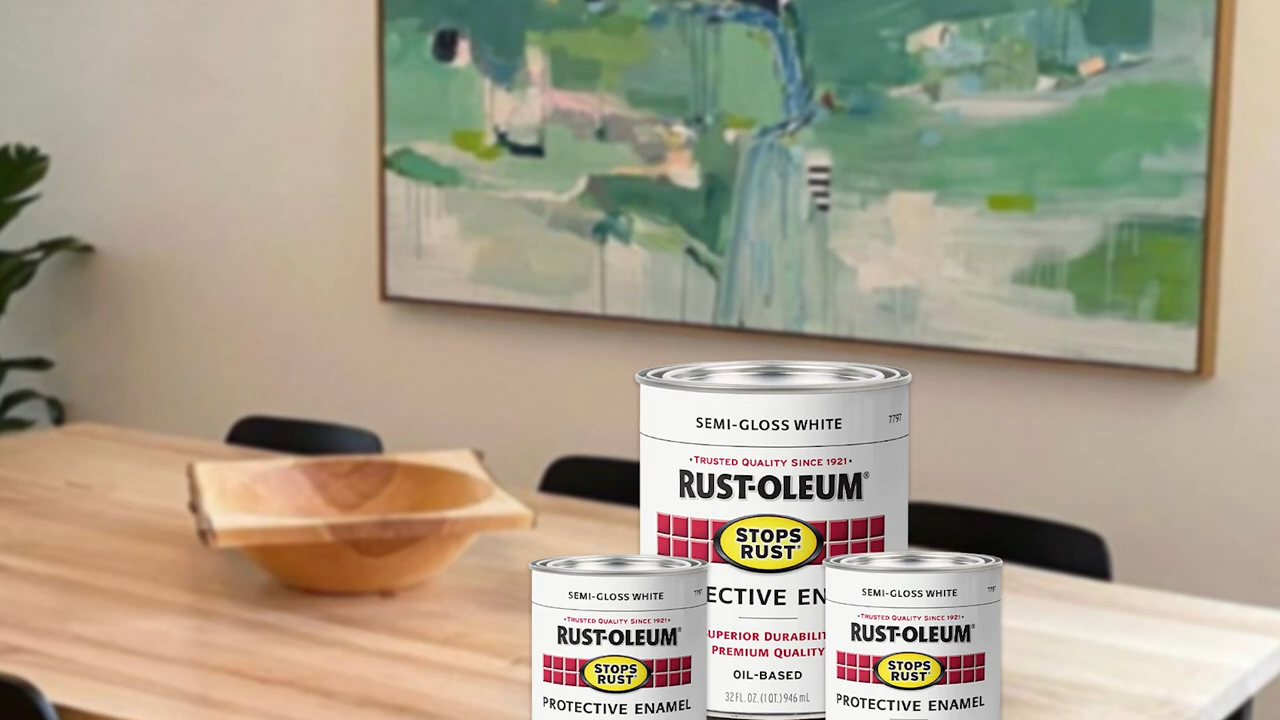 SEMI-GLOSS WHITE
7797
•TRUSTED QUALITY SINCE 1921•
RUST-OLEUM®
STOPS
RUST®
ECTIVE EN
SUPERIOR DURABILIT
PREMIUM QUALITY
OIL-BASED
32 FL. OZ. (1 QT.) 946 mL
SEMI-GLOSS WHITE
•TRUSTED QUALITY SINCE 1921•
RUST-OLEUM®
STOPS
RUST®
PROTECTIVE ENAMEL
SEMI-GLOSS WHITE
•TRUSTED QUALITY SINCE 1921•
RUST-OLEUM®
STOPS
RUST®
PROTECTIVE ENAMEL